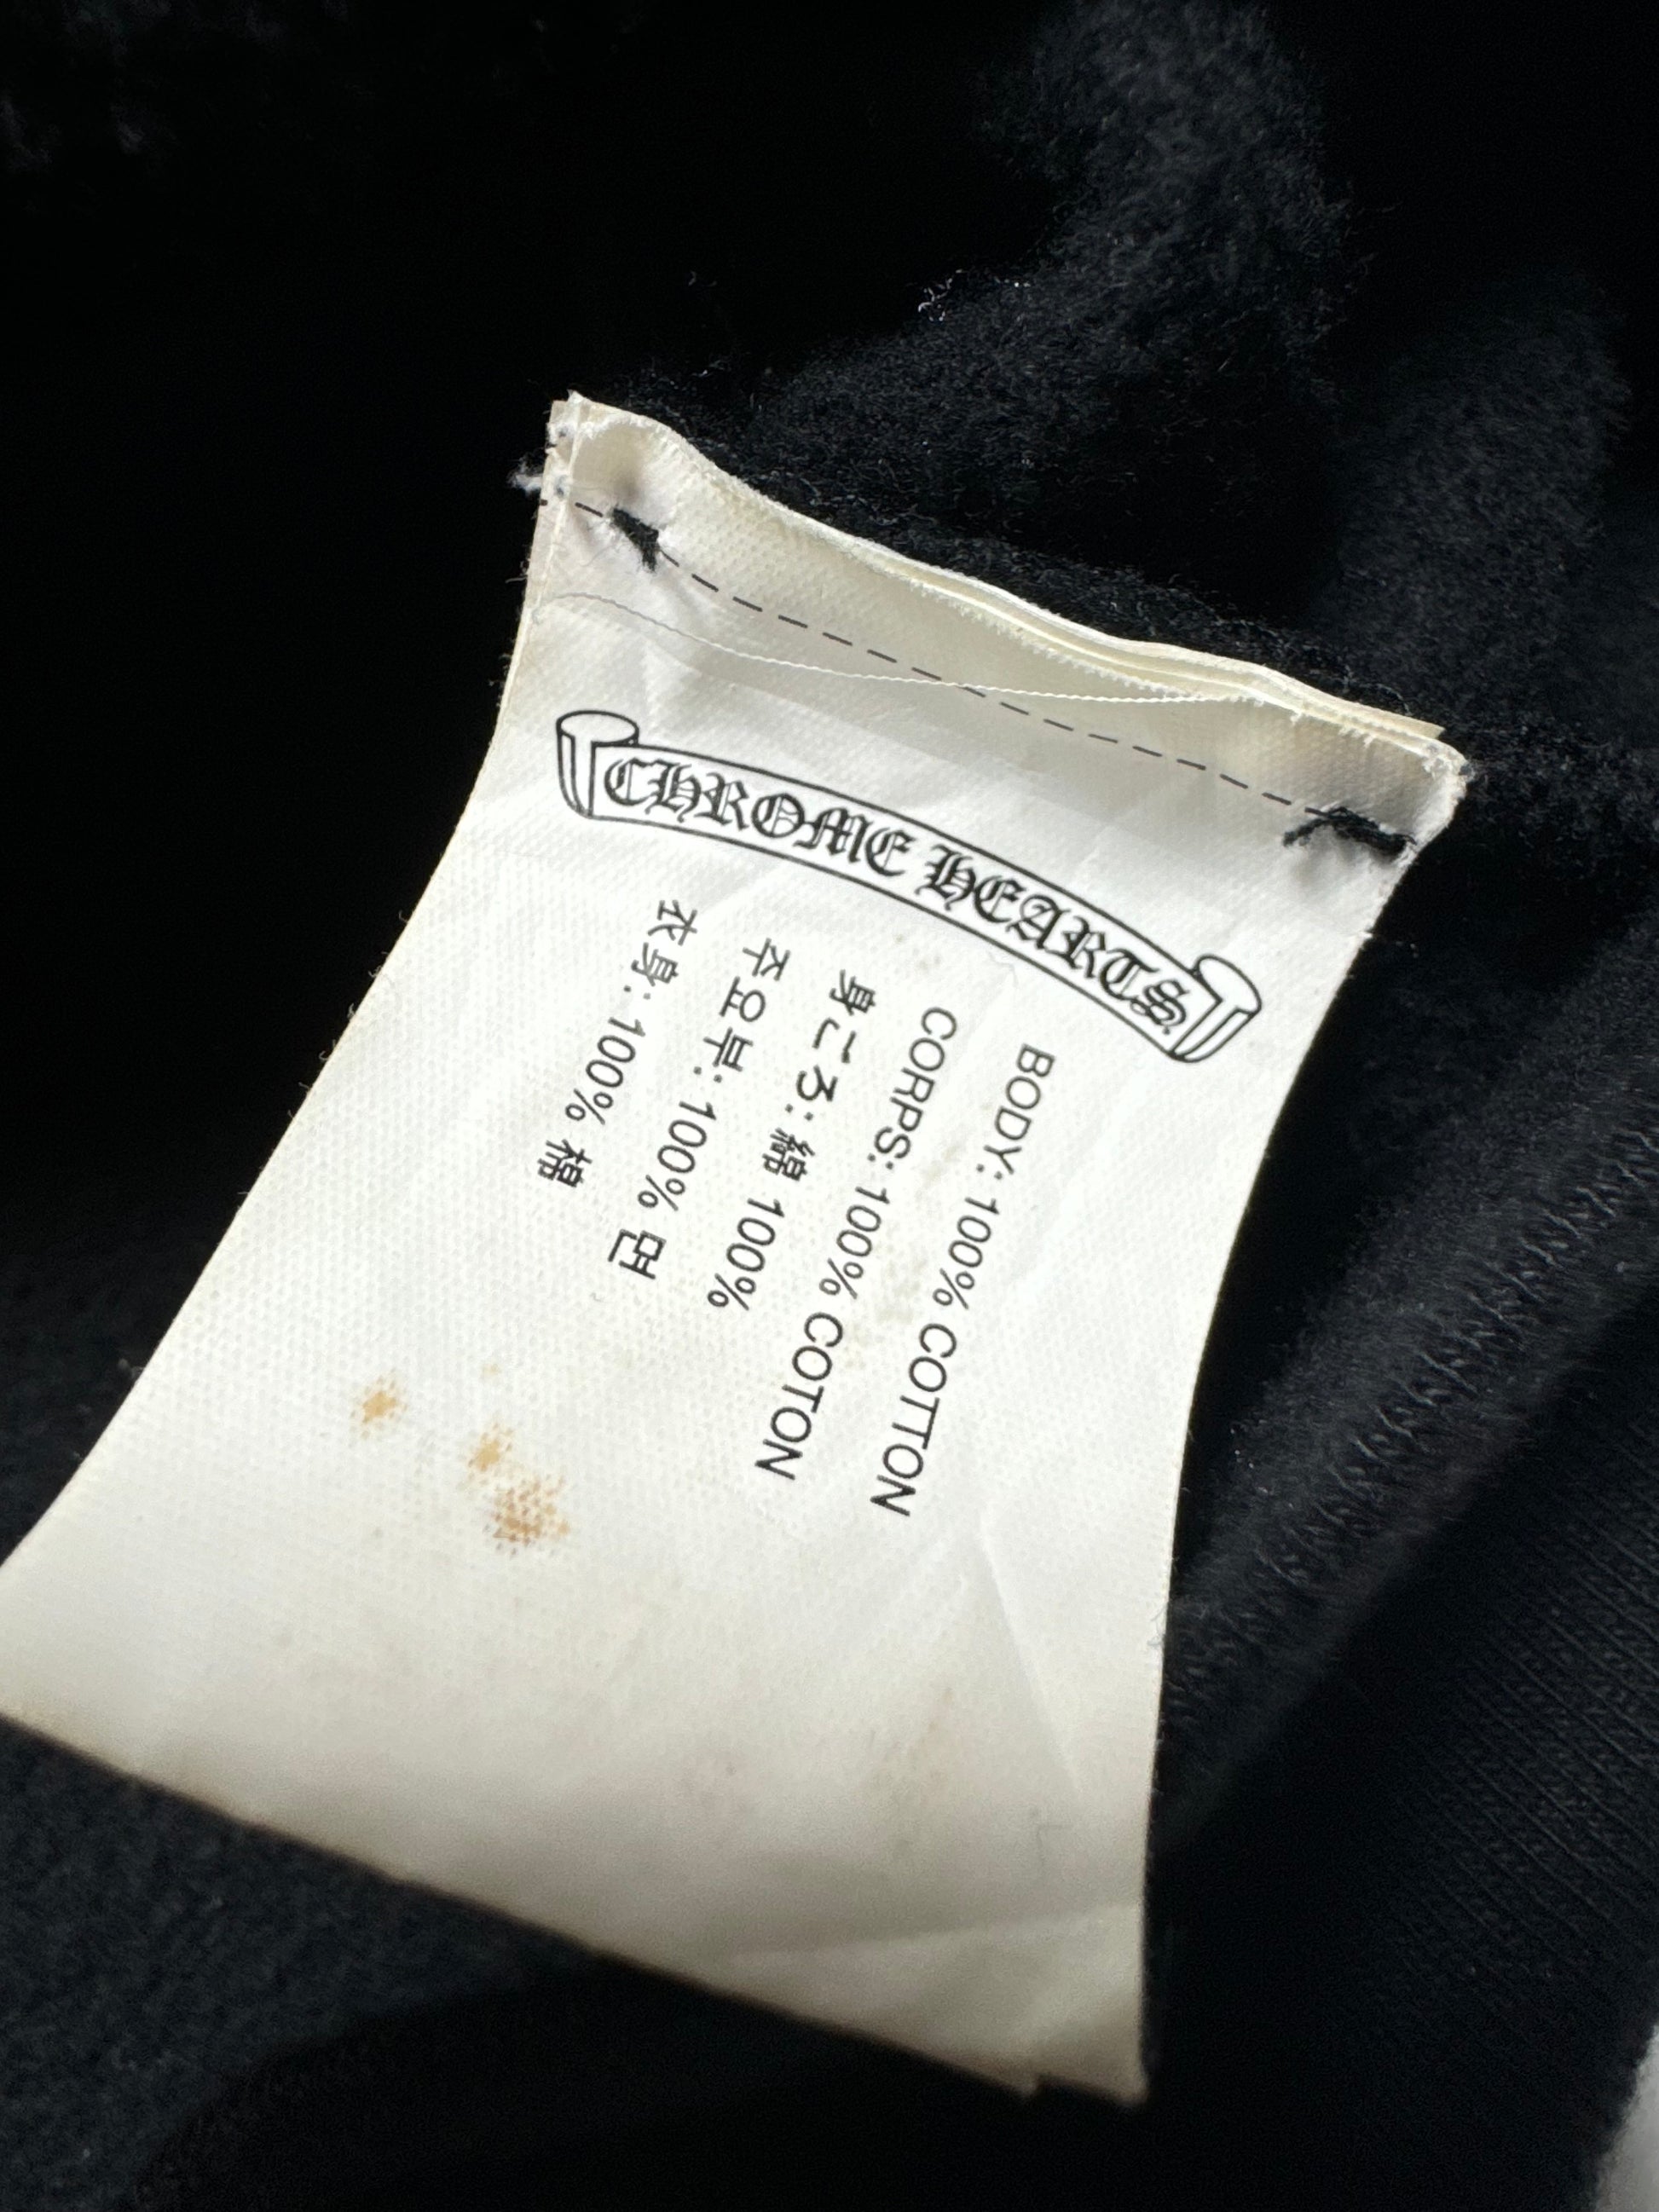 CHROME HEARTS
BODY: 100% COTTON
CORPS: 100% COTON
身ごろ: 綿 100%
주요부: 100% 면
衣身: 100% 棉